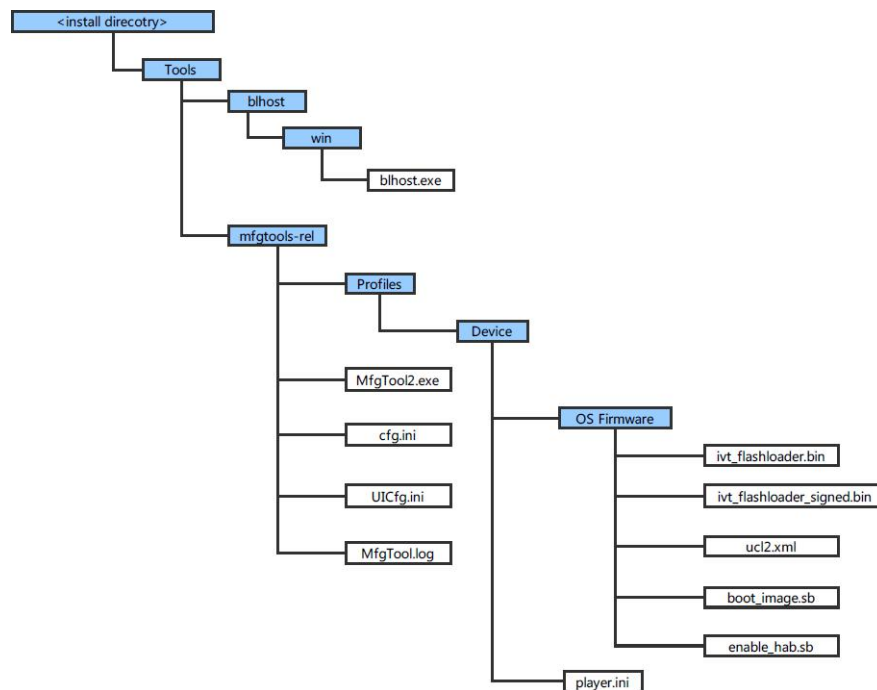 <install direcotry>
Tools
blhost
win
blhost.exe
mfgtools-rel
Profiles
Device
MfgTool2.exe
OS Firmware
cfg.ini
ivt_flashloader.bin
UICfg.ini
ivt_flashloader_signed.bin
ucl2.xml
MfgTool.log
boot_image.sb
enable_hab.sb
player.ini